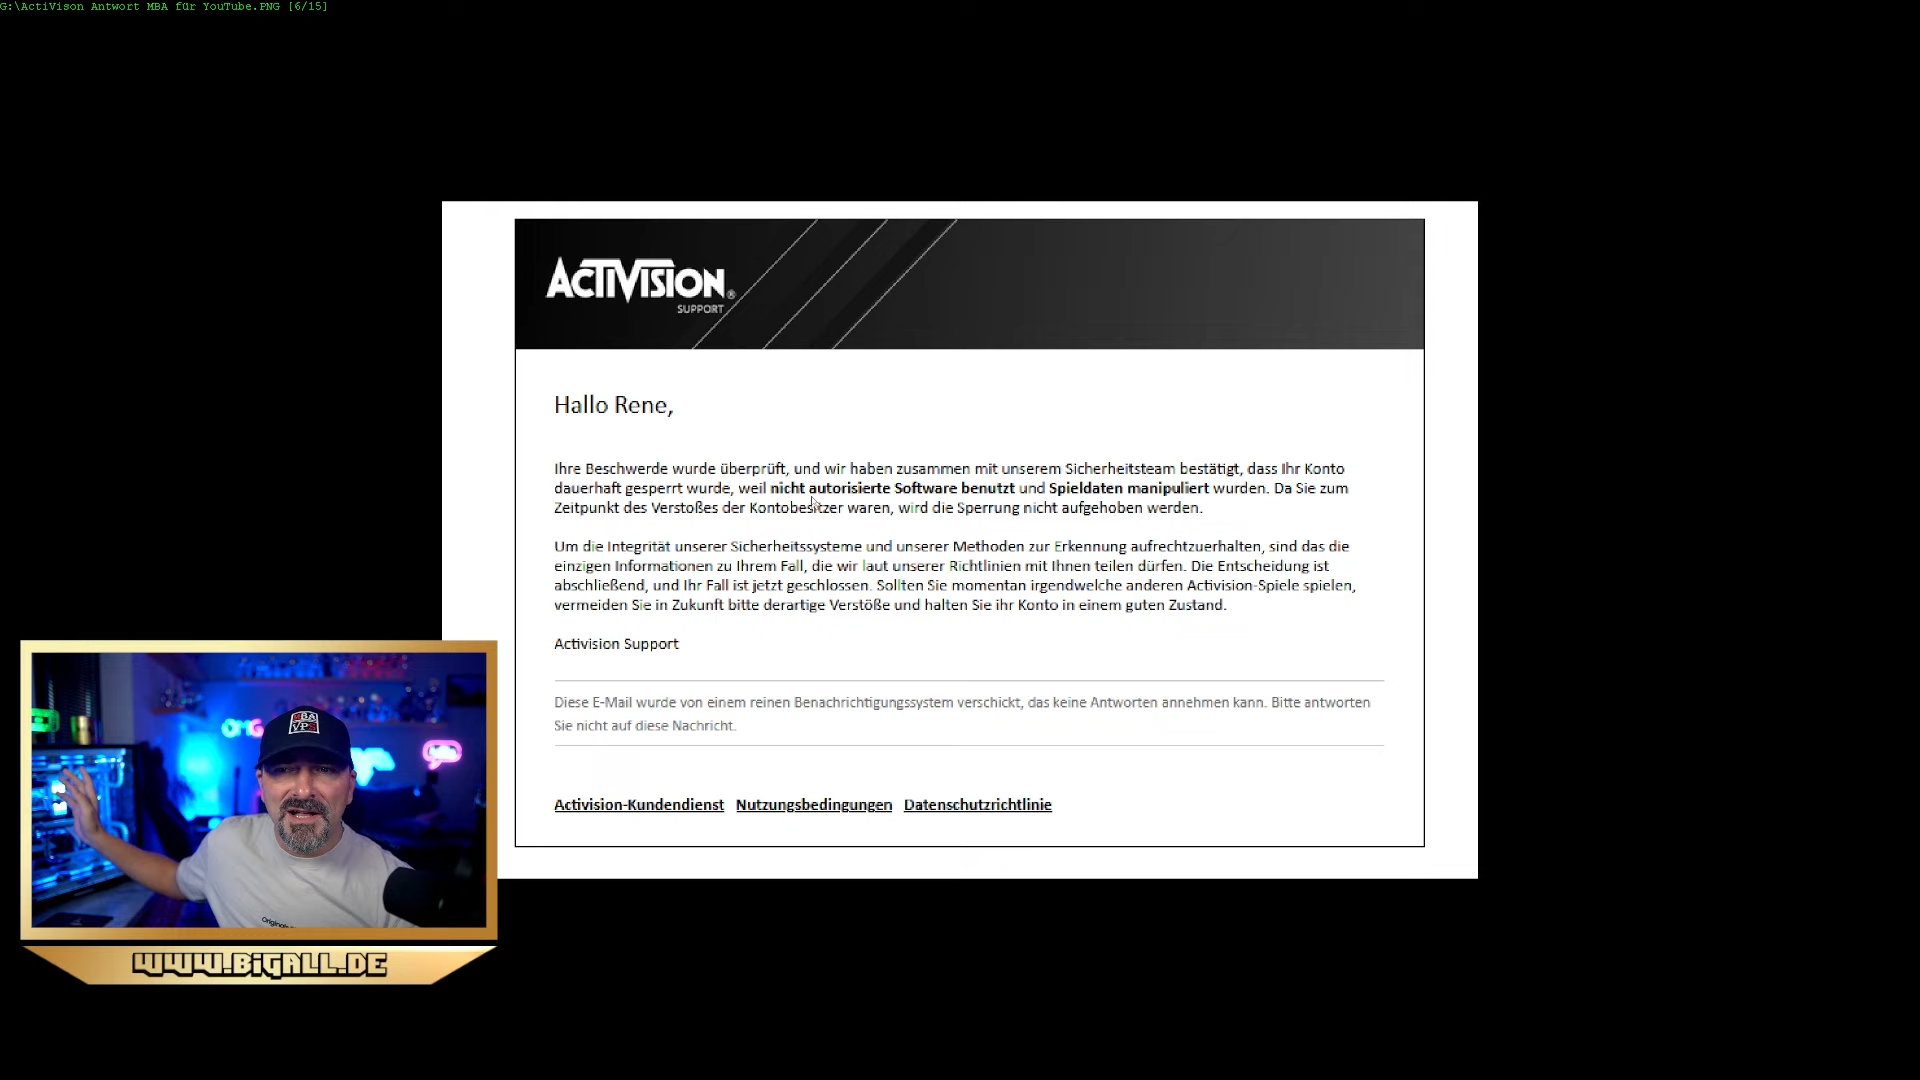 G:\ActiVison Antwort MBA für YouTube.PNG [6/15]
ACTIVISION®
SUPPORT
Hallo Rene,
Ihre Beschwerde wurde überprüft, und wir haben zusammen mit unserem Sicherheitsteam bestätigt, dass Ihr Konto
dauerhaft gesperrt wurde, weil nicht autorisierte Software benutzt und Spieldaten manipuliert wurden. Da Sie zum
Zeitpunkt des Verstoßes der Kontobesitzer waren, wird die Sperrung nicht aufgehoben werden.
Um die Integrität unserer Sicherheitssysteme und unserer Methoden zur Erkennung aufrechtzuerhalten, sind das die
einzigen Informationen zu Ihrem Fall, die wir laut unserer Richtlinien mit Ihnen teilen dürfen. Die Entscheidung ist
abschließend, und Ihr Fall ist jetzt geschlossen. Sollten Sie momentan irgendwelche anderen Activision-Spiele spielen,
vermeiden Sie in Zukunft bitte derartige Verstöße und halten Sie ihr Konto in einem guten Zustand.
Activision Support
Diese E-Mail wurde von einem reinen Benachrichtigungssystem verschickt, das keine Antworten annehmen kann. Bitte antworten
Sie nicht auf diese Nachricht.
Activision-Kundendienst Nutzungsbedingungen Datenschutzrichtlinie
OMG
MBA
VPS
Originals
WWW.BIGALL.DE